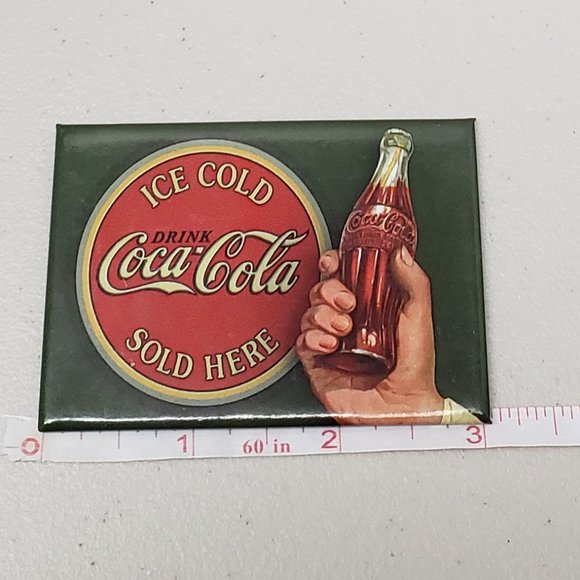 ICE COLD
DRINK
Coca-Cola
SOLD HERE
Coca-Cola
0 1 60 in 2 3